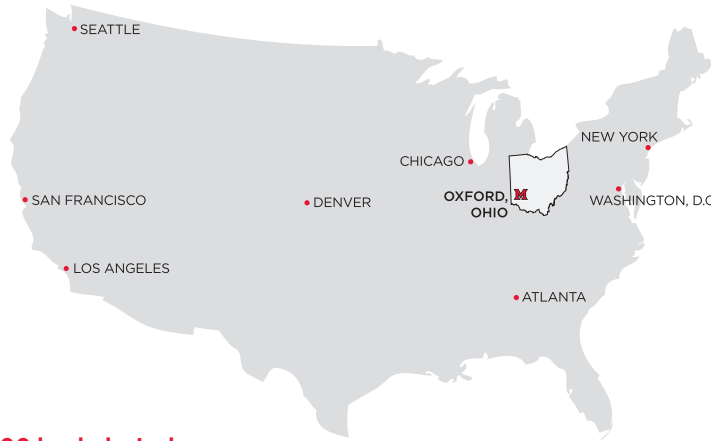 SEATTLE
NEW YORK
CHICAGO
OXFORD,
OHIO
M
SAN FRANCISCO
DENVER
WASHINGTON, D.C
LOS ANGELES
ATLANTA